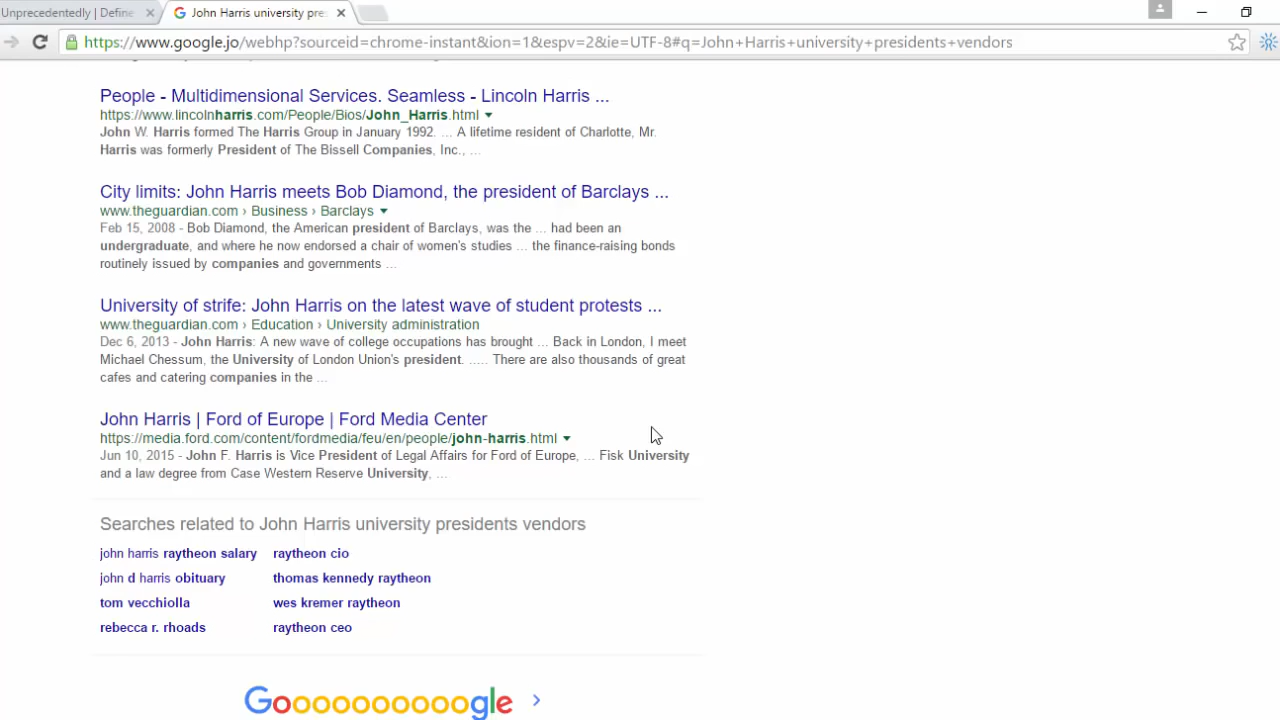 Unprecedentedly | Define
John Harris university pres
https://www.google.jo/webhp?sourceid=chrome-instant&ion=1&espv=2&ie=UTF-8#q=John+Harris+university+presidents+vendors
People - Multidimensional Services. Seamless - Lincoln Harris ...
https://www.lincolnharris.com/People/Bios/John_Harris.html
John W. Harris formed The Harris Group in January 1992. ... A lifetime resident of Charlotte, Mr.
Harris was formerly President of The Bissell Companies, Inc., ...
City limits: John Harris meets Bob Diamond, the president of Barclays ...
www.theguardian.com › Business › Barclays
Feb 15, 2008 - Bob Diamond, the American president of Barclays, was the ... had been an
undergraduate, and where he now endorsed a chair of women's studies ... the finance-raising bonds
routinely issued by companies and governments ...
University of strife: John Harris on the latest wave of student protests ...
www.theguardian.com › Education › University administration
Dec 6, 2013 - John Harris: A new wave of college occupations has brought ... Back in London, I meet
Michael Chessum, the University of London Union's president. ..... There are also thousands of great
cafes and catering companies in the ...
John Harris | Ford of Europe | Ford Media Center
https://media.ford.com/content/fordmedia/feu/en/people/john-harris.html
Jun 10, 2015 - John F. Harris is Vice President of Legal Affairs for Ford of Europe, ... Fisk University
and a law degree from Case Western Reserve University, ...
Searches related to John Harris university presidents vendors
john harris raytheon salary raytheon cio
john d harris obituary thomas kennedy raytheon
tom vecchiolla wes kremer raytheon
rebecca r. rhoads raytheon ceo
Goooooooooogle